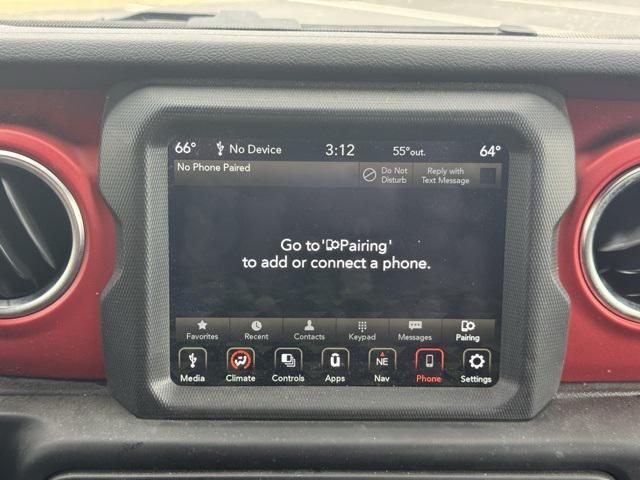 66° No Device 3:12 55°out. 64°
No Phone Paired Do Not Disturb Reply with Text Message
Go to 'Pairing'
to add or connect a phone.
Favorites Recent Contacts Keypad Messages Pairing
NE
Media Climate Controls Apps Nav Phone Settings